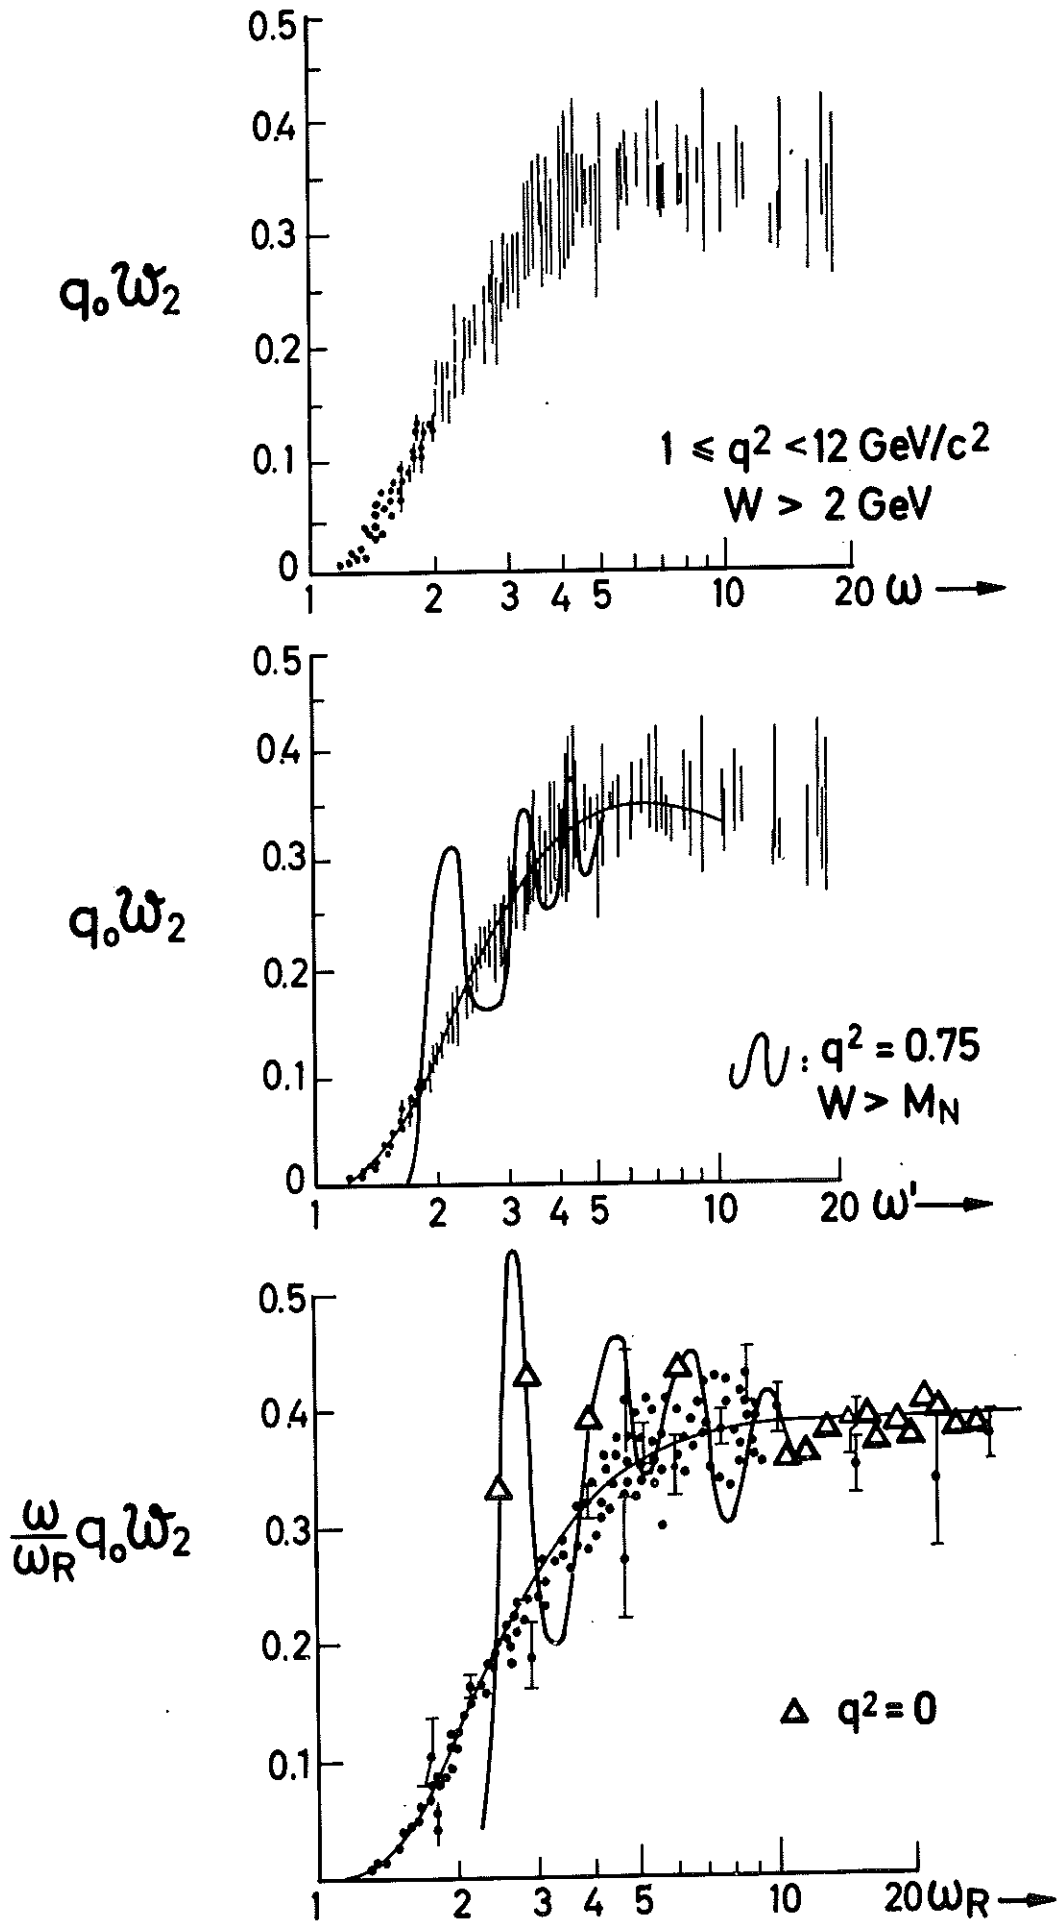 0.5
0.4
0.3
0.2
0.1
0
q₀W₂
1 ≤ q² < 12 GeV/c²
W > 2 GeV
1 2 3 4 5 10 20 ω →
0.5
0.4
0.3
0.2
0.1
0
q₀W₂
: q² = 0.75
W > M_N
1 2 3 4 5 10 20 ω' →
0.5
0.4
0.3
0.2
0.1
ω/ω_R q₀W₂
△ q² = 0
1 2 3 4 5 10 20 ω_R →